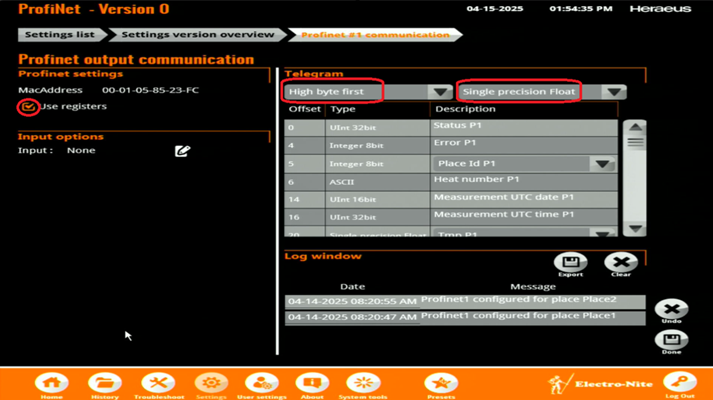 ProfiNet - Version 0
04-15-2025 01:54:35 PM Heraeus
Settings list Settings version overview Profinet #1 communication
Profinet output communication
Profinet settings
MacAddress 00-01-05-85-23-FC
Use registers
Input options
Input : None
Telegram
High byte first Single precision Float
Offset Type Description
0 UInt 32bit Status P1
4 Integer 8bit Error P1
5 Integer 8bit Place Id P1
6 ASCII Heat number P1
14 UInt 16bit Measurement UTC date P1
16 UInt 32bit Measurement UTC time P1
20 Single precision Float Tmp P1
Log window
Export Clear
Date Message
04-14-2025 08:20:55 AM Profinet1 configured for place Place2
04-14-2025 08:20:47 AM Profinet1 configured for place Place1
Undo
Done
Home History Troubleshoot Settings User settings About System tools Presets Electro-Nite Log Out